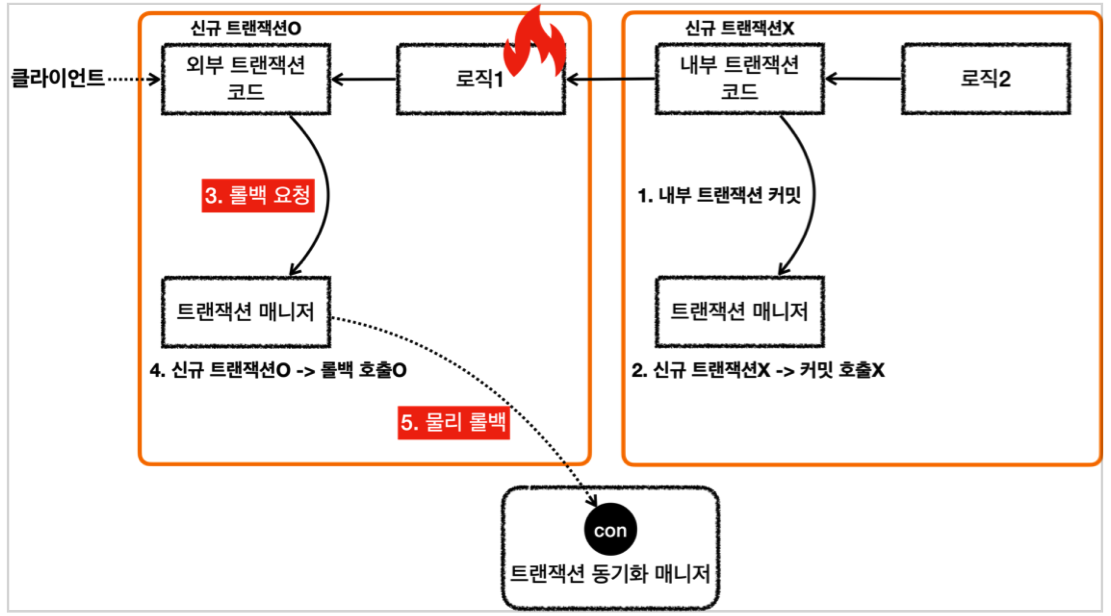 신규 트랜잭션O
신규 트랜잭션X
클라이언트
외부 트랜잭션
코드
로직1
내부 트랜잭션
코드
로직2
3. 롤백 요청
1. 내부 트랜잭션 커밋
트랜잭션 매니저
트랜잭션 매니저
4. 신규 트랜잭션O -> 롤백 호출O
2. 신규 트랜잭션X -> 커밋 호출X
5. 물리 롤백
con
트랜잭션 동기화 매니저